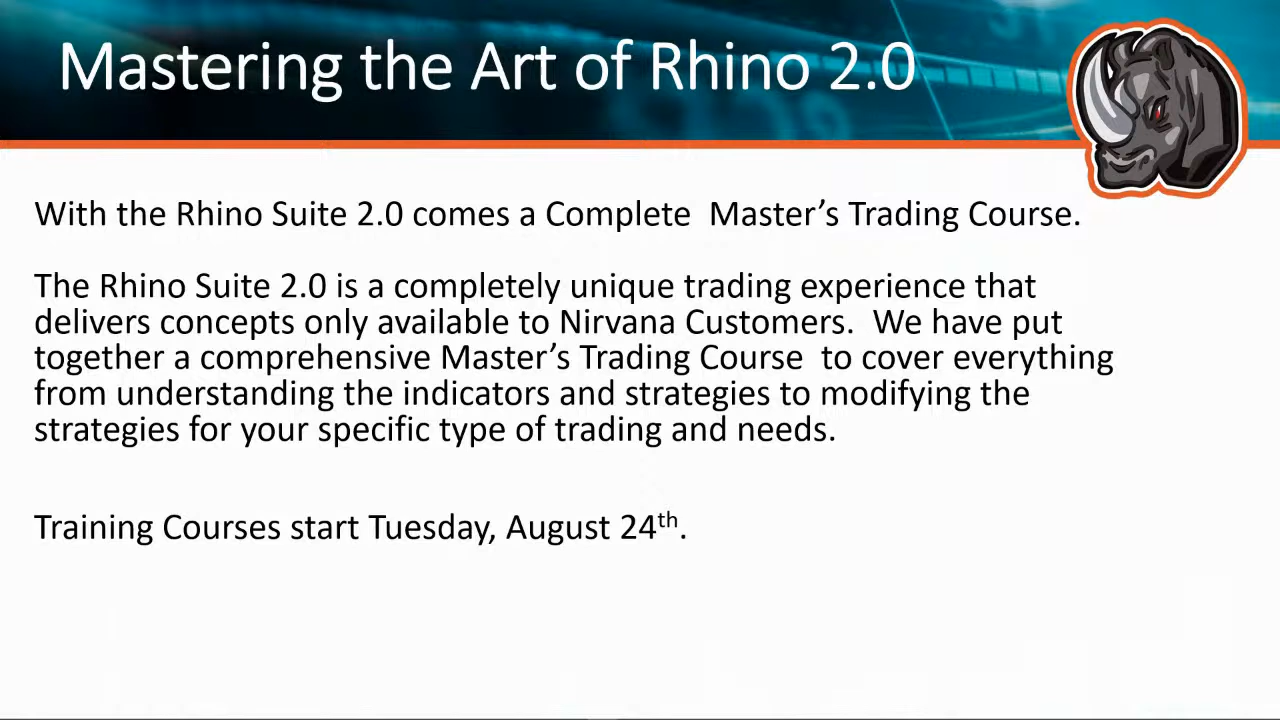 Mastering the Art of Rhino 2.0
With the Rhino Suite 2.0 comes a Complete  Master’s Trading Course.
The Rhino Suite 2.0 is a completely unique trading experience that
delivers concepts only available to Nirvana Customers.  We have put
together a comprehensive Master’s Trading Course  to cover everything
from understanding the indicators and strategies to modifying the
strategies for your specific type of trading and needs.
Training Courses start Tuesday, August 24th.